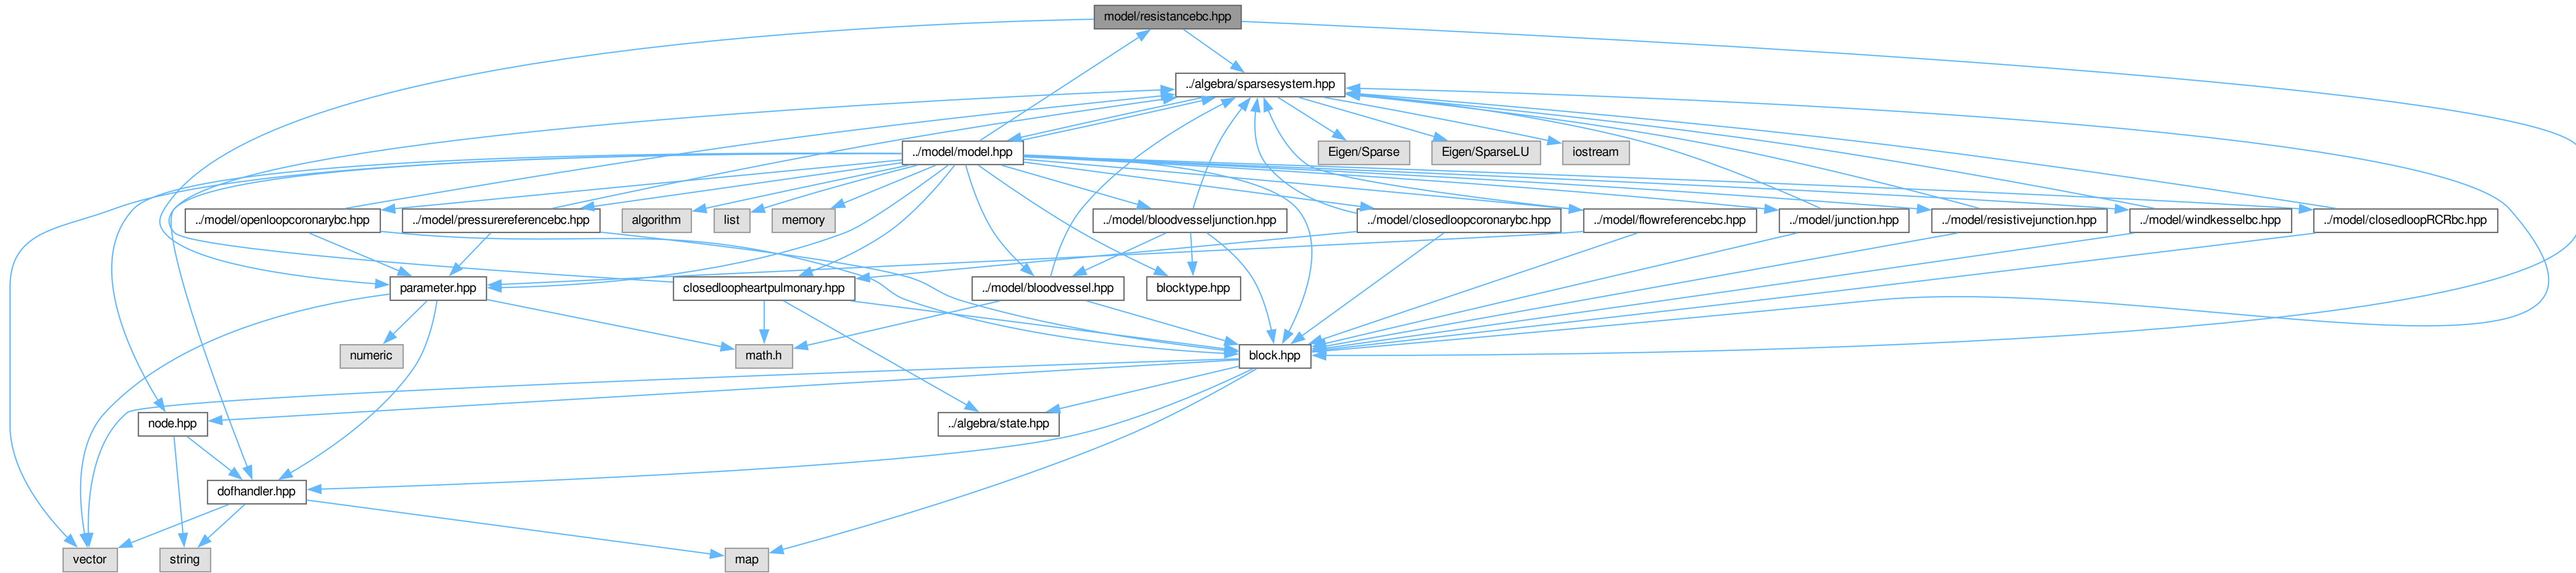 model/resistancebc.hpp
../algebra/sparsesystem.hpp
../model/model.hpp
Eigen/Sparse
Eigen/SparseLU
iostream
../model/openloopcoronarybc.hpp
../model/pressurereferencebc.hpp
algorithm
list
memory
../model/bloodvesseljunction.hpp
../model/closedloopcoronarybc.hpp
../model/flowreferencebc.hpp
../model/junction.hpp
../model/resistivejunction.hpp
../model/windkesselbc.hpp
../model/closedloopRCRbc.hpp
parameter.hpp
closedloopheartpulmonary.hpp
../model/bloodvessel.hpp
blocktype.hpp
numeric
math.h
block.hpp
node.hpp
../algebra/state.hpp
dofhandler.hpp
vector
string
map